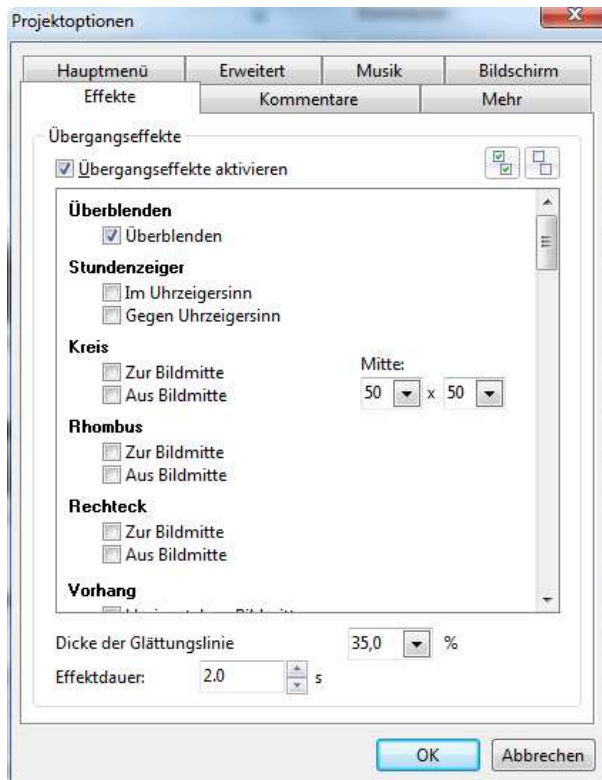 Projektoptionen
Hauptmenü Erweitert Musik Bildschirm
Effekte Kommentare Mehr
Übergangseffekte
Übergangseffekte aktivieren
Überblenden
Überblenden
Stundenzeiger
Im Uhrzeigersinn
Gegen Uhrzeigersinn
Kreis
Mitte:
Zur Bildmitte
50 x 50
Aus Bildmitte
Rhombus
Zur Bildmitte
Aus Bildmitte
Rechteck
Zur Bildmitte
Aus Bildmitte
Vorhang
Dicke der Glättungslinie 35,0 %
Effektdauer: 2.0 s
OK Abbrechen